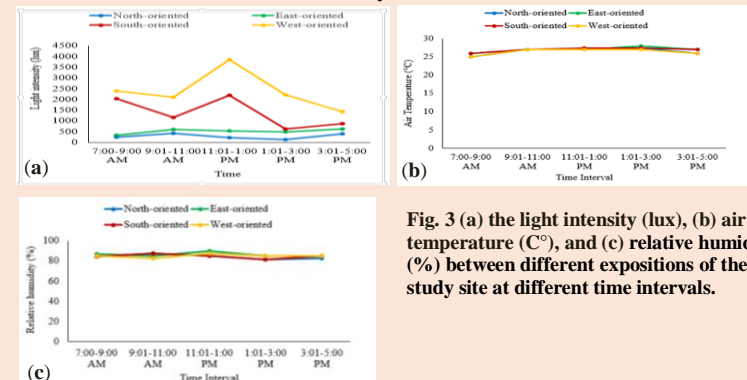 North-oriented East-oriented
South-oriented West-oriented
Light intensity (lux)
4500
4000
3500
3000
2500
2000
1500
1000
500
0
7:00-9:00 9:01-11:00 11:01-1:00 1:01-3:00 3:01-5:00
AM AM PM PM PM
Time
(a)
North-oriented East-oriented
South-oriented West-oriented
Air Temperature (°C)
30
25
20
15
10
5
0
7:00-9:00 9:01-11:00 11:01-1:00 1:01-3:00 3:01-5:00
AM AM PM PM PM
Time Interval
(b)
North-oriented East-oriented
South-oriented West-oriented
Relative humidity (%)
100
80
60
40
20
0
7:00-9:00 9:01-11:00 11:01-1:00 1:01-3:00 3:01-5:00
AM AM PM PM PM
Time Interval
(c)
Fig. 3 (a) the light intensity (lux), (b) air
temperature (C°), and (c) relative humid
(%) between different expositions of the
study site at different time intervals.